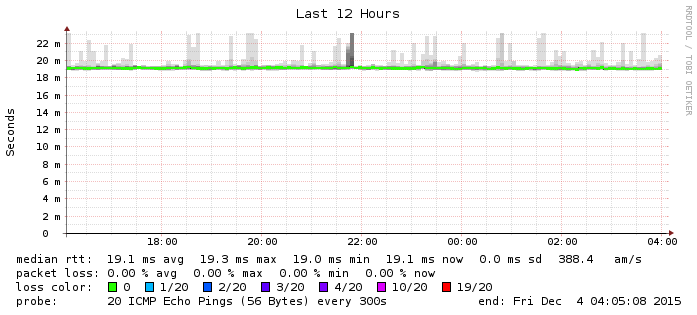 Last 12 Hours
RRDTOOL / TOBI OETIKER
Seconds
22 m
20 m
18 m
16 m
14 m
12 m
10 m
8 m
6 m
4 m
2 m
0
18:00 20:00 22:00 00:00 02:00 04:00
median rtt: 19.1 ms avg 19.3 ms max 19.0 ms min 19.1 ms now 0.0 ms sd 388.4 am/s
packet loss: 0.00 % avg 0.00 % max 0.00 % min 0.00 % now
loss color: 0 1/20 2/20 3/20 4/20 10/20 19/20
probe: 20 ICMP Echo Pings (56 Bytes) every 300s end: Fri Dec 4 04:05:08 2015